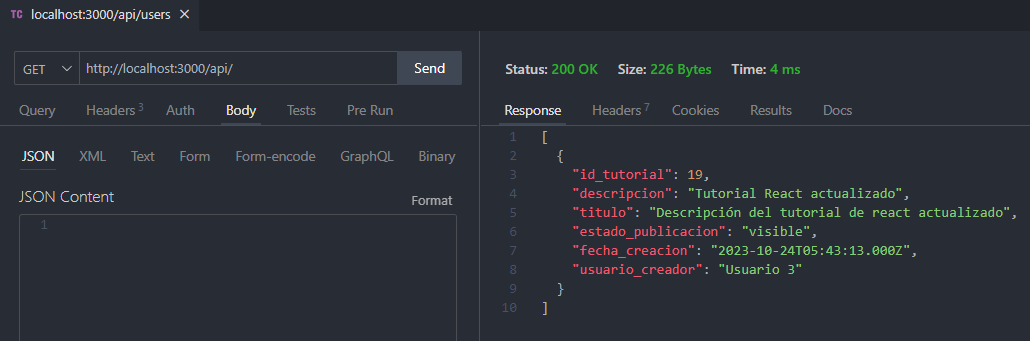 TC localhost:3000/api/users ×
GET http://localhost:3000/api/ Send
Query Headers 3 Auth Body Tests Pre Run
JSON XML Text Form Form-encode GraphQL Binary
JSON Content Format
1
Status: 200 OK Size: 226 Bytes Time: 4 ms
Response Headers 7 Cookies Results Docs
1 [
2 {
3 "id_tutorial": 19,
4 "descripcion": "Tutorial React actualizado",
5 "titulo": "Descripción del tutorial de react actualizado",
6 "estado_publicacion": "visible",
7 "fecha_creacion": "2023-10-24T05:43:13.000Z",
8 "usuario_creador": "Usuario 3"
9 }
10 ]